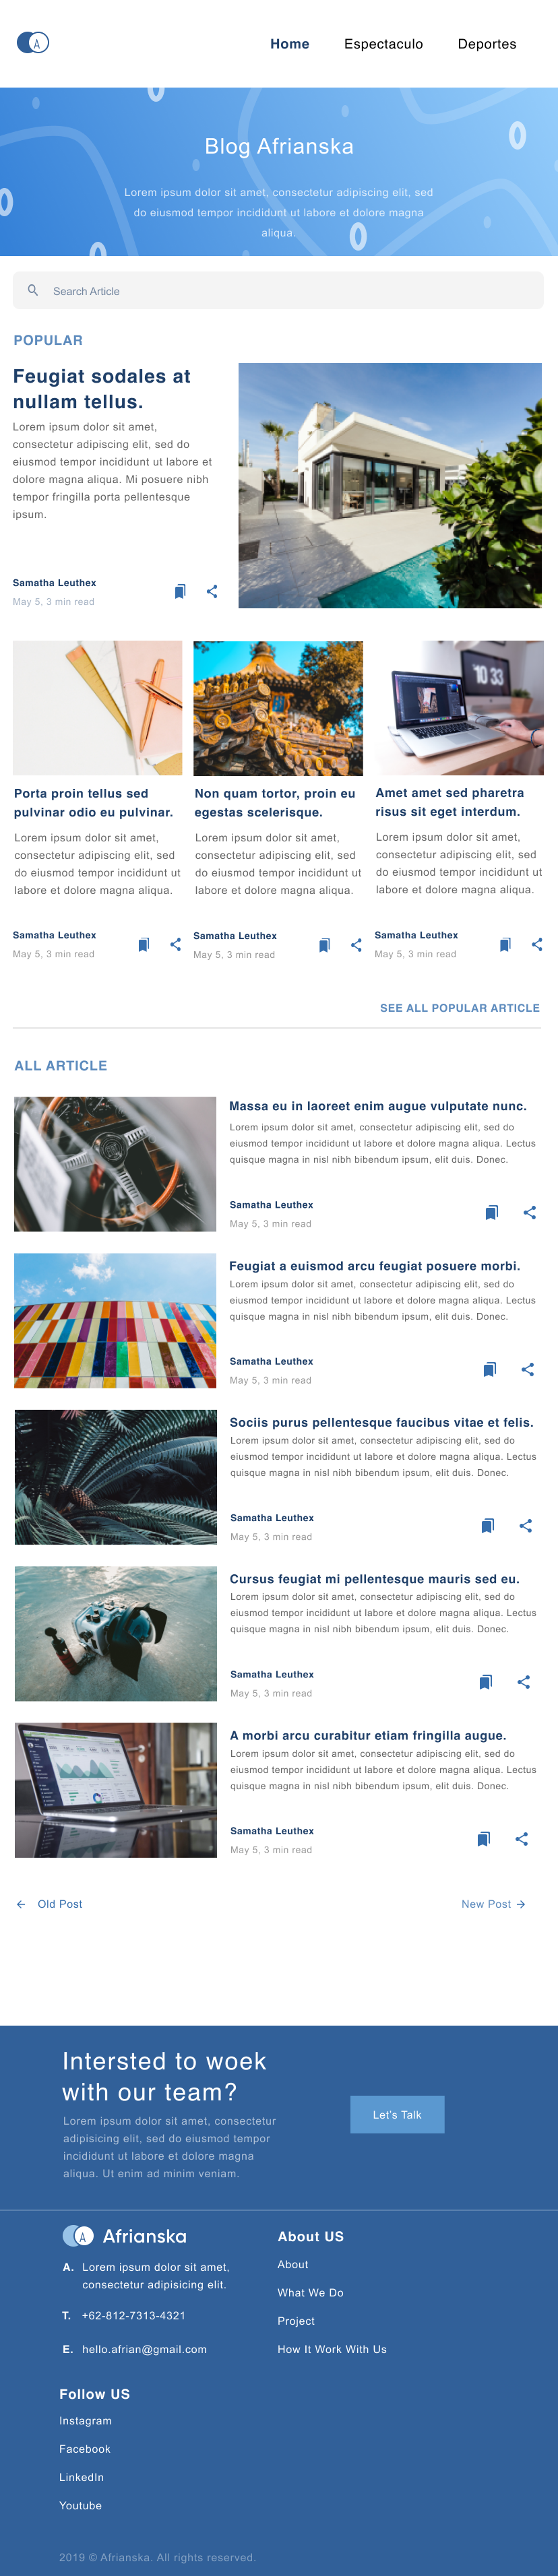 A
Home
Espectaculo
Deportes
Blog Afrianska
Lorem ipsum dolor sit amet, consectetur adipiscing elit, sed
do eiusmod tempor incididunt ut labore et dolore magna
aliqua.
Search Article
POPULAR
Feugiat sodales at
nullam tellus.
Lorem ipsum dolor sit amet,
consectetur adipiscing elit, sed do
eiusmod tempor incididunt ut labore et
dolore magna aliqua. Mi posuere nibh
tempor fringilla porta pellentesque
ipsum.
Samatha Leuthex
May 5, 3 min read
10 33
Porta proin tellus sed
pulvinar odio eu pulvinar.
Lorem ipsum dolor sit amet,
consectetur adipiscing elit, sed
do eiusmod tempor incididunt ut
labore et dolore magna aliqua.
Samatha Leuthex
May 5, 3 min read
Non quam tortor, proin eu
egestas scelerisque.
Lorem ipsum dolor sit amet,
consectetur adipiscing elit, sed
do eiusmod tempor incididunt ut
labore et dolore magna aliqua.
Samatha Leuthex
May 5, 3 min read
Amet amet sed pharetra
risus sit eget interdum.
Lorem ipsum dolor sit amet,
consectetur adipiscing elit, sed
do eiusmod tempor incididunt ut
labore et dolore magna aliqua.
Samatha Leuthex
May 5, 3 min read
SEE ALL POPULAR ARTICLE
ALL ARTICLE
Massa eu in laoreet enim augue vulputate nunc.
Lorem ipsum dolor sit amet, consectetur adipiscing elit, sed do
eiusmod tempor incididunt ut labore et dolore magna aliqua. Lectus
quisque magna in nisl nibh bibendum ipsum, elit duis. Donec.
Samatha Leuthex
May 5, 3 min read
Feugiat a euismod arcu feugiat posuere morbi.
Lorem ipsum dolor sit amet, consectetur adipiscing elit, sed do
eiusmod tempor incididunt ut labore et dolore magna aliqua. Lectus
quisque magna in nisl nibh bibendum ipsum, elit duis. Donec.
Samatha Leuthex
May 5, 3 min read
Sociis purus pellentesque faucibus vitae et felis.
Lorem ipsum dolor sit amet, consectetur adipiscing elit, sed do
eiusmod tempor incididunt ut labore et dolore magna aliqua. Lectus
quisque magna in nisl nibh bibendum ipsum, elit duis. Donec.
Samatha Leuthex
May 5, 3 min read
Cursus feugiat mi pellentesque mauris sed eu.
Lorem ipsum dolor sit amet, consectetur adipiscing elit, sed do
eiusmod tempor incididunt ut labore et dolore magna aliqua. Lectus
quisque magna in nisl nibh bibendum ipsum, elit duis. Donec.
Samatha Leuthex
May 5, 3 min read
A morbi arcu curabitur etiam fringilla augue.
Lorem ipsum dolor sit amet, consectetur adipiscing elit, sed do
eiusmod tempor incididunt ut labore et dolore magna aliqua. Lectus
quisque magna in nisl nibh bibendum ipsum, elit duis. Donec.
Samatha Leuthex
May 5, 3 min read
Old Post
New Post
Intersted to week
with our team?
Lorem ipsum dolor sit amet, consectetur
adipiscing elit, sed do eiusmod tempor
incididunt ut labore et dolore magna
aliqua. Ut enim ad minim veniam.
Let's Talk
A Afrianska
A. Lorem ipsum dolor sit amet,
consectetur adipisicing elit.
T. +62-812-7313-4321
E. hello.afrian@gmail.com
About US
About
What We Do
Project
How It Work With Us
Follow US
Instagram
Facebook
LinkedIn
Youtube
2019 © Afrianska. All rights reserved.